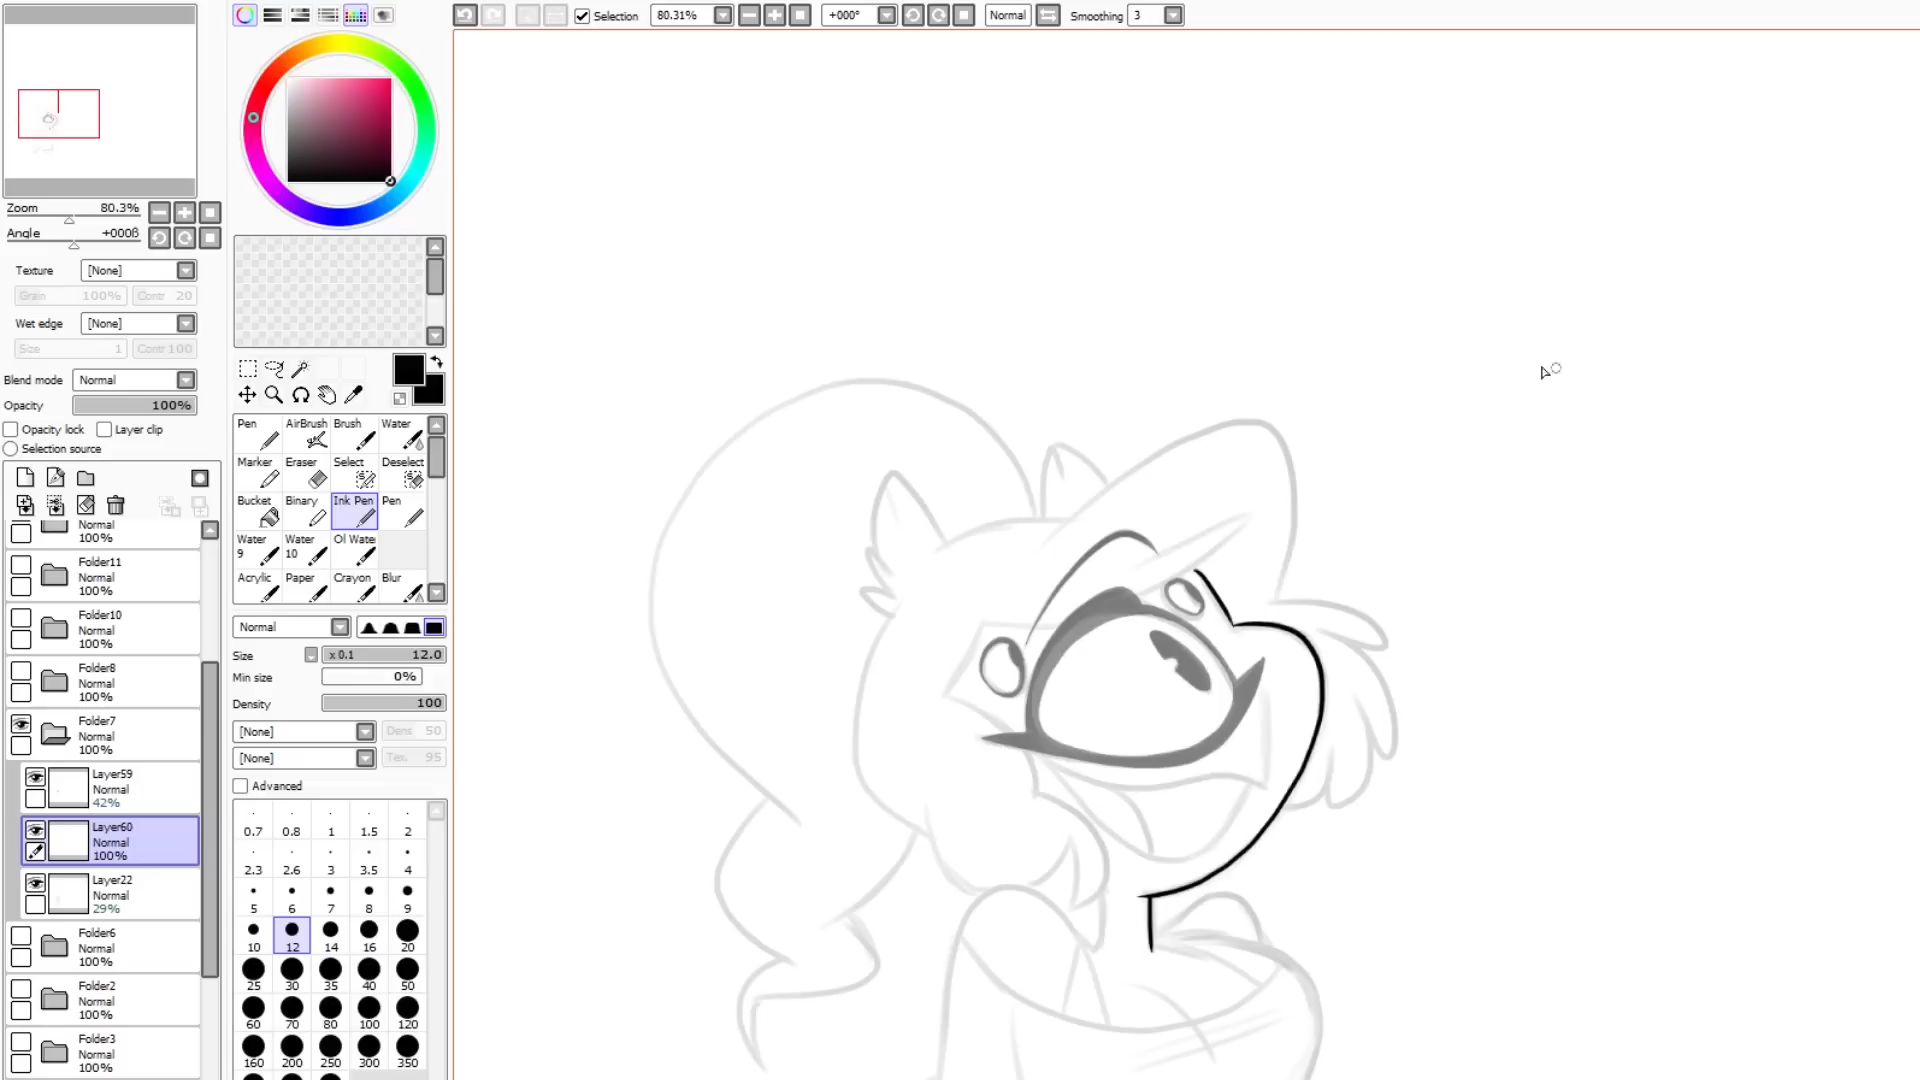 Selection 80.31% +000° Normal Smoothing 3
Zoom 80.3%
Angle +000ß
Texture [None]
Grain 100% Contr 20
Wet edge [None]
Size 1 Contr 100
Blend mode Normal
Opacity 100%
Opacity lock Layer clip
Selection source
Normal
100%
Folder11
Normal
100%
Folder10
Normal
100%
Folder8
Normal
100%
Folder7
Normal
100%
Layer59
Normal
42%
Layer60
Normal
100%
Layer22
Normal
29%
Folder6
Normal
100%
Folder2
Normal
100%
Folder3
Normal
100%
Pen AirBrush Brush Water
Marker Eraser Select Deselect
Bucket Binary Ink Pen Pen
Water 9 Water 10 Ol Wate
Acrylic Paper Crayon Blur
Normal
Size x 0.1 12.0
Min size 0%
Density 100
[None] Dens 50
[None] Tex. 95
Advanced
0.7 0.8 1 1.5 2
2.3 2.6 3 3.5 4
5 6 7 8 9
10 12 14 16 20
25 30 35 40 50
60 70 80 100 120
160 200 250 300 350